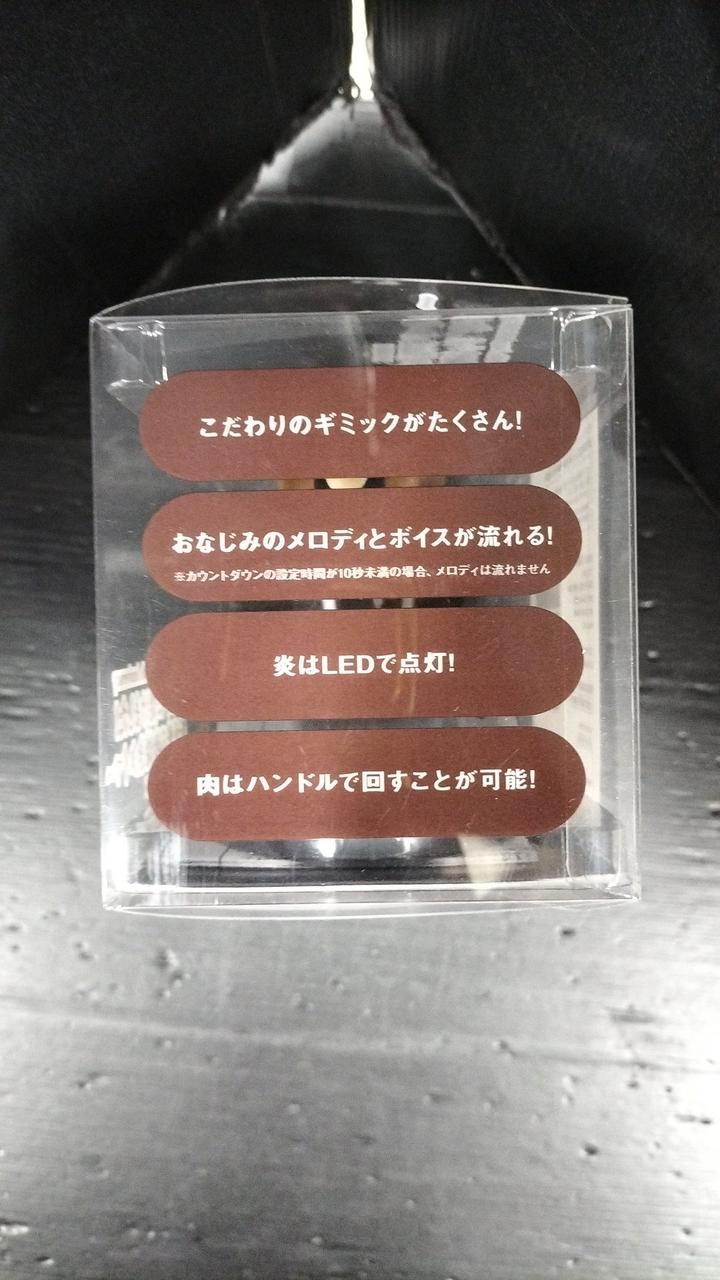 こだわりのギミックがたくさん!
おなじみのメロディとボイスが流れる!
※カウントダウンの設定時間が10秒未満の場合、メロディは流れません
炎はLEDで点灯!
肉はハンドルで回すことが可能!